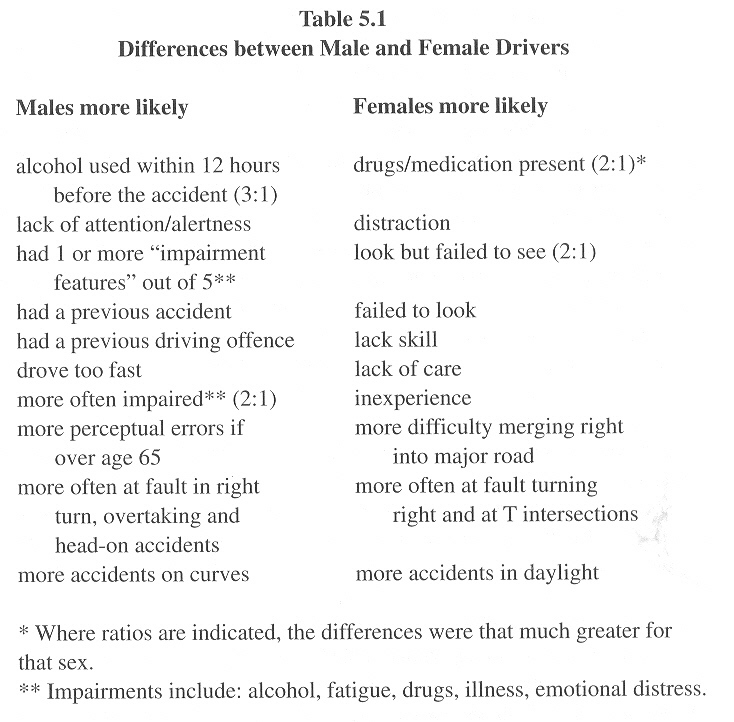 Table 5.1
Differences between Male and Female Drivers
Males more likely
alcohol used within 12 hours
before the accident (3:1)
lack of attention/alertness
had 1 or more “impairment
features” out of 5**
had a previous accident
had a previous driving offence
drove too fast
more often impaired** (2:1)
more perceptual errors if
over age 65
more often at fault in right
turn, overtaking and
head-on accidents
more accidents on curves
Females more likely
drugs/medication present (2:1)*
distraction
look but failed to see (2:1)
failed to look
lack skill
lack of care
inexperience
more difficulty merging right
into major road
more often at fault turning
right and at T intersections
more accidents in daylight
* Where ratios are indicated, the differences were that much greater for
that sex.
** Impairments include: alcohol, fatigue, drugs, illness, emotional distress.